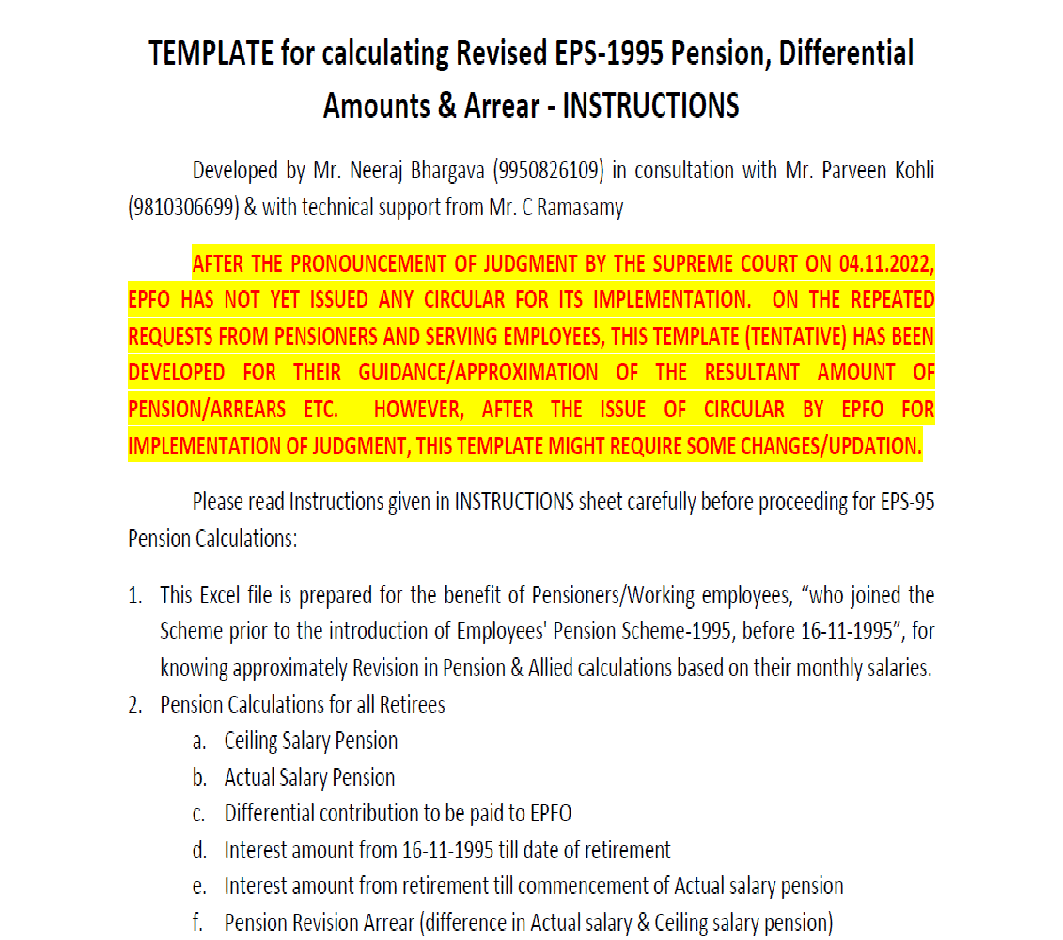 TEMPLATE for calculating Revised EPS-1995 Pension, Differential
Amounts & Arrear - INSTRUCTIONS
Developed by Mr. Neeraj Bhargava (9950826109) in consultation with Mr. Parveen Kohli
(9810306699) & with technical support from Mr. C Ramasamy
AFTER THE PRONOUNCEMENT OF JUDGMENT BY THE SUPREME COURT ON 04.11.2022,
EPFO HAS NOT YET ISSUED ANY CIRCULAR FOR ITS IMPLEMENTATION. ON THE REPEATED
REQUESTS FROM PENSIONERS AND SERVING EMPLOYEES, THIS TEMPLATE (TENTATIVE) HAS BEEN
DEVELOPED FOR THEIR GUIDANCE/APPROXIMATION OF THE RESULTANT AMOUNT OF
PENSION/ARREARS ETC. HOWEVER, AFTER THE ISSUE OF CIRCULAR BY EPFO FOR
IMPLEMENTATION OF JUDGMENT, THIS TEMPLATE MIGHT REQUIRE SOME CHANGES/UPDATION.
Please read Instructions given in INSTRUCTIONS sheet carefully before proceeding for EPS-95
Pension Calculations:
1. This Excel file is prepared for the benefit of Pensioners/Working employees, “who joined the
Scheme prior to the introduction of Employees' Pension Scheme-1995, before 16-11-1995”, for
knowing approximately Revision in Pension & Allied calculations based on their monthly salaries.
2. Pension Calculations for all Retirees
a. Ceiling Salary Pension
b. Actual Salary Pension
c. Differential contribution to be paid to EPFO
d. Interest amount from 16-11-1995 till date of retirement
e. Interest amount from retirement till commencement of Actual salary pension
f. Pension Revision Arrear (difference in Actual salary & Ceiling salary pension)